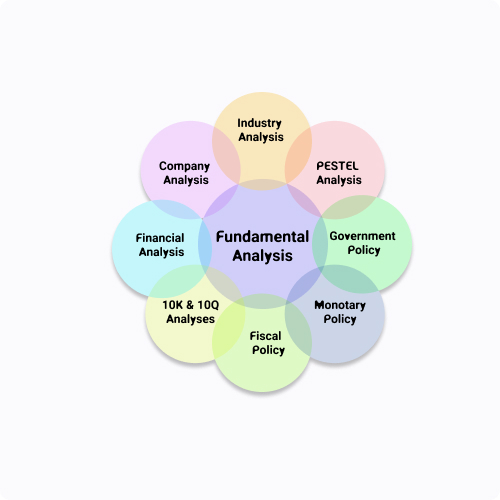 Industry
Analysis
Company
Analysis
PESTEL
Analysis
Financial
Analysis
Fundamental
Analysis
Government
Policy
10K & 10Q
Analyses
Monotary
Policy
Fiscal
Policy